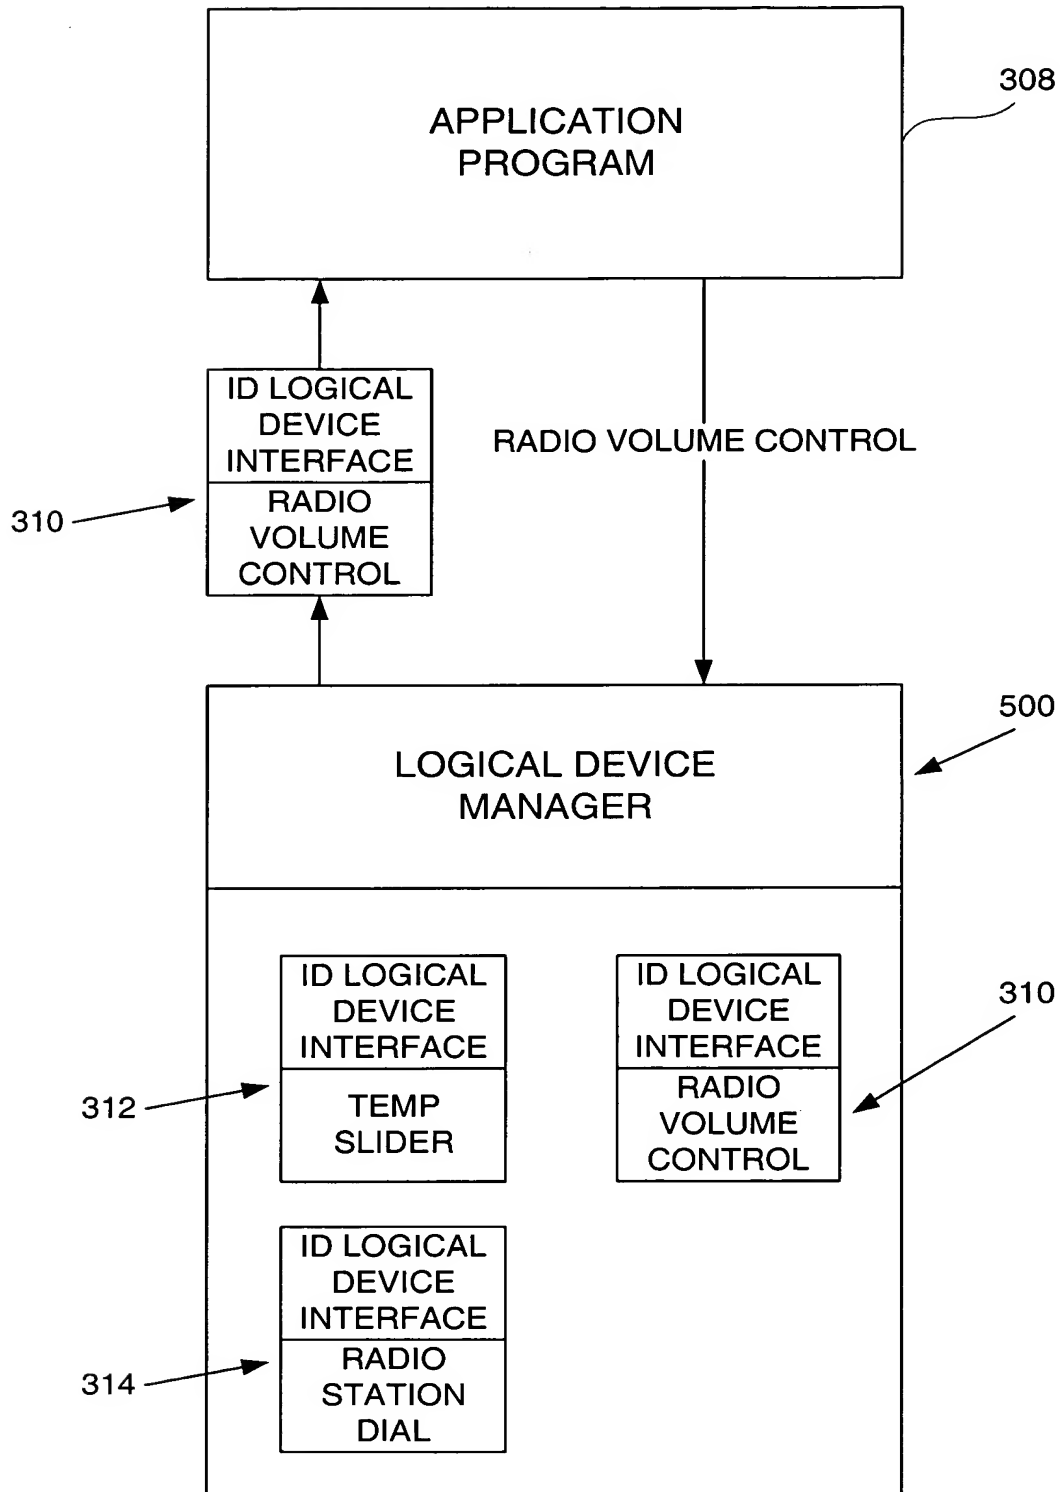 APPLICATION
PROGRAM
308
ID LOGICAL
DEVICE
INTERFACE
RADIO
VOLUME
CONTROL
310
RADIO VOLUME CONTROL
500
LOGICAL DEVICE
MANAGER
ID LOGICAL
DEVICE
INTERFACE
TEMP
SLIDER
312
ID LOGICAL
DEVICE
INTERFACE
RADIO
VOLUME
CONTROL
310
ID LOGICAL
DEVICE
INTERFACE
RADIO
STATION
DIAL
314